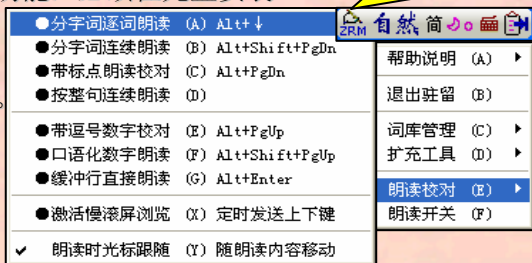 ●分字词逐词朗读 (A) Alt+↓
●分字词连续朗读 (B) Alt+Shift+PgDn
●带标点朗读校对 (C) Alt+PgDn
●按整句连续朗读 (D)
●带逗号数字校对 (E) Alt+PgUp
●口语化数字朗读 (F) Alt+Shift+PgUp
●缓冲行直接朗读 (G) Alt+Enter
●激活慢滚屏浏览 (X) 定时发送上下键
✓ 朗读时光标跟随 (Y) 随朗读内容移动
ZRM 自然 简
帮助说明 (A)
退出驻留 (B)
词库管理 (C)
扩充工具 (D)
朗读校对 (E)
朗读开关 (F)